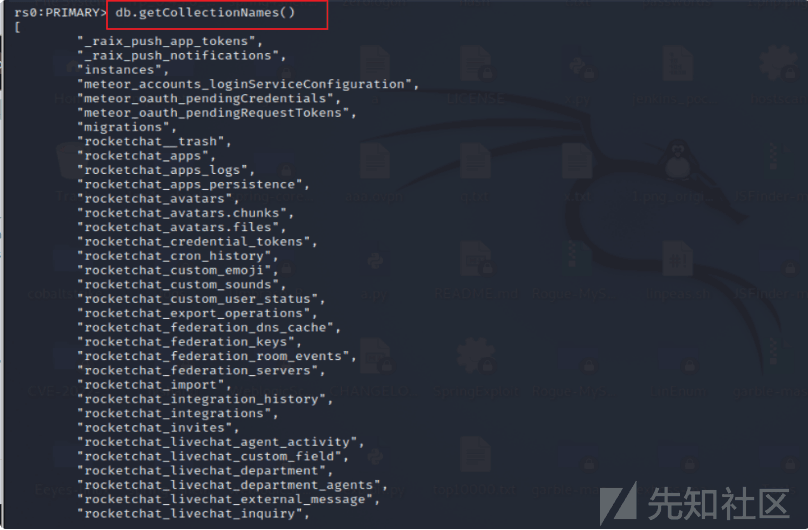 rs0:PRIMARY> db.getCollectionNames()
[
"_raix_push_app_tokens",
"_raix_push_notifications",
"instances",
"meteor_accounts_loginServiceConfiguration",
"meteor_oauth_pendingCredentials",
"meteor_oauth_pendingRequestTokens",
"migrations",
"rocketchat__trash",
"rocketchat_apps",
"rocketchat_apps_logs",
"rocketchat_apps_persistence",
"rocketchat_avatars",
"rocketchat_avatars.chunks",
"rocketchat_avatars.files",
"rocketchat_credential_tokens",
"rocketchat_cron_history",
"rocketchat_custom_emoji",
"rocketchat_custom_sounds",
"rocketchat_custom_user_status",
"rocketchat_export_operations",
"rocketchat_federation_dns_cache",
"rocketchat_federation_keys",
"rocketchat_federation_room_events",
"rocketchat_federation_servers",
"rocketchat_import",
"rocketchat_integration_history",
"rocketchat_integrations",
"rocketchat_invites",
"rocketchat_livechat_agent_activity",
"rocketchat_livechat_custom_field",
"rocketchat_livechat_department",
"rocketchat_livechat_department_agents",
"rocketchat_livechat_external_message",
"rocketchat_livechat_inquiry",
先知社区